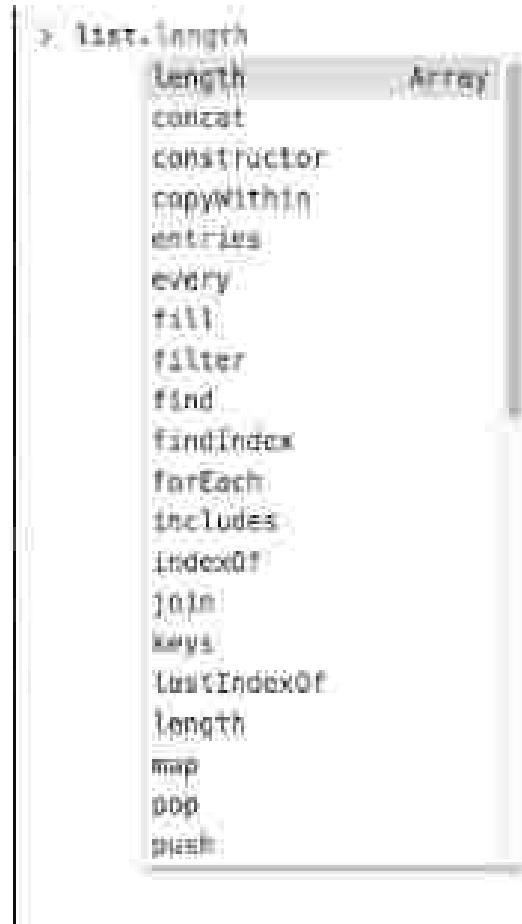 > list.length
length Array
concat
constructor
copyWithin
entries
every
fill
filter
find
findIndex
forEach
includes
indexOf
join
keys
lastIndexOf
length
map
pop
push